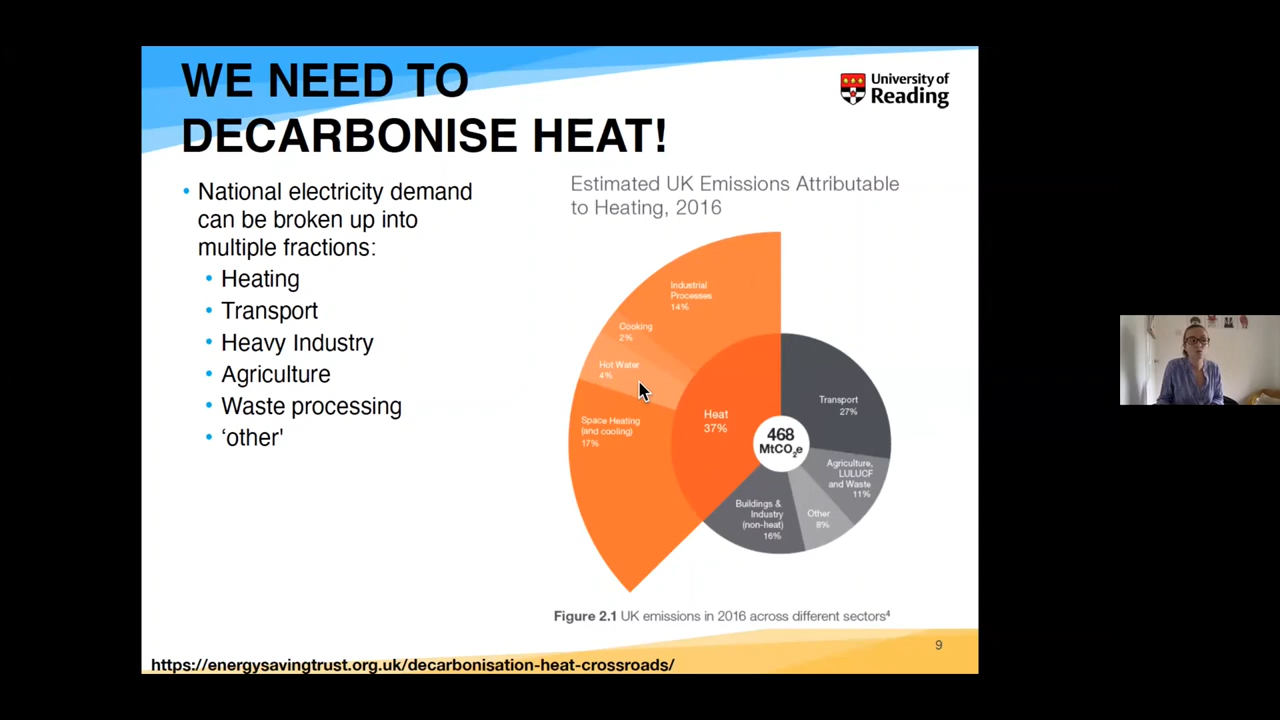 WE NEED TO
DECARBONISE HEAT!
University of
Reading
• National electricity demand
can be broken up into
multiple fractions:
• Heating
• Transport
• Heavy Industry
• Agriculture
• Waste processing
• ‘other'
Estimated UK Emissions Attributable
to Heating, 2016
Industrial
Processes
14%
Cooking
2%
Hot Water
4%
Space Heating
(and cooling)
17%
Heat
37%
468
MtCO₂e
Transport
27%
Agriculture,
LULUCF
and Waste
11%
Other
8%
Buildings &
Industry
(non-heat)
16%
Figure 2.1 UK emissions in 2016 across different sectors⁴
9
https://energysavingtrust.org.uk/decarbonisation-heat-crossroads/